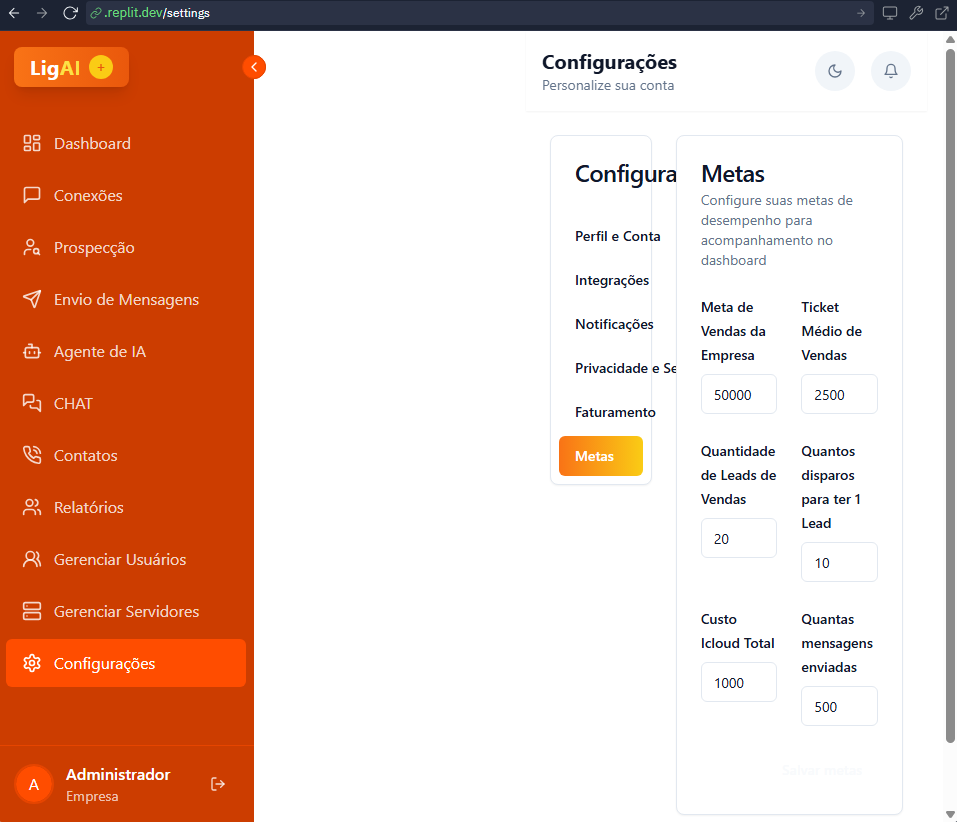 .replit.dev/settings
LigAI +
Dashboard
Conexões
Prospecção
Envio de Mensagens
Agente de IA
CHAT
Contatos
Relatórios
Gerenciar Usuários
Gerenciar Servidores
Configurações
A
Administrador
Empresa
Configurações
Personalize sua conta
Configura
Perfil e Conta
Integrações
Notificações
Privacidade e Se
Faturamento
Metas
Metas
Configure suas metas de
desempenho para
acompanhamento no
dashboard
Meta de
Vendas da
Empresa
50000
Ticket
Médio de
Vendas
2500
Quantidade
de Leads de
Vendas
20
Quantos
disparos
para ter 1
Lead
10
Custo
Icloud Total
1000
Quantas
mensagens
enviadas
500
Salvar metas